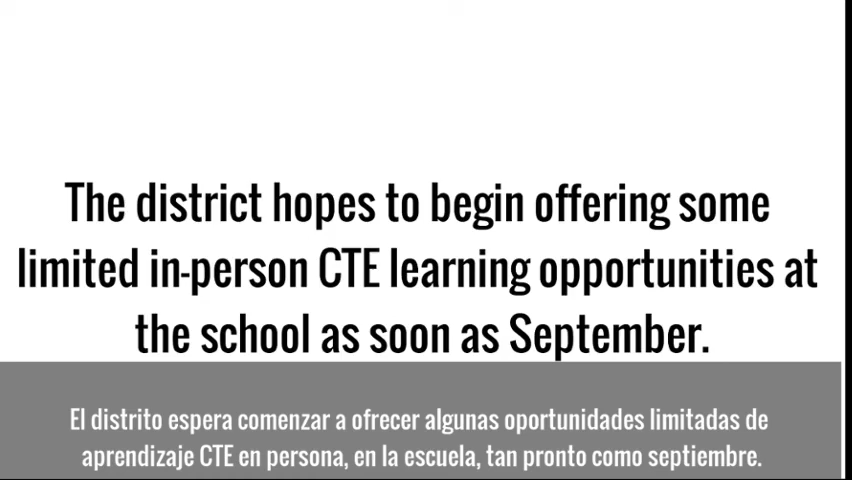 The district hopes to begin offering some
limited in-person CTE learning opportunities at
the school as soon as September.
El distrito espera comenzar a ofrecer algunas oportunidades limitadas de
aprendizaje CTE en persona, en la escuela, tan pronto como septiembre.